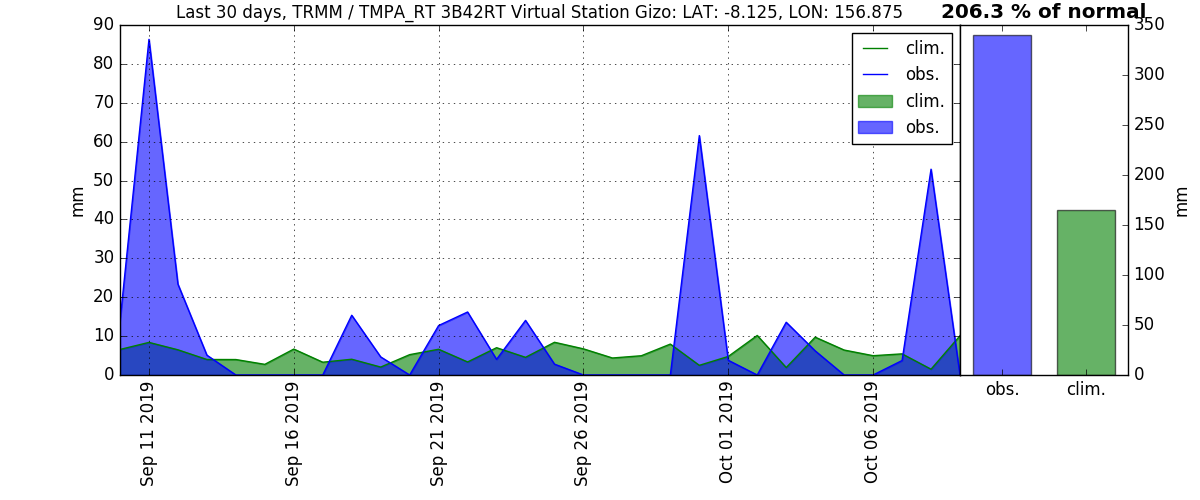 Last 30 days, TRMM / TMPA_RT 3B42RT Virtual Station Gizo: LAT: -8.125, LON: 156.875
206.3 % of normal
90
80
70
60
50
40
30
20
10
0
mm
clim.
obs.
clim.
obs.
350
300
250
200
150
100
50
0
mm
Sep 11 2019
Sep 16 2019
Sep 21 2019
Sep 26 2019
Oct 01 2019
Oct 06 2019
obs.
clim.